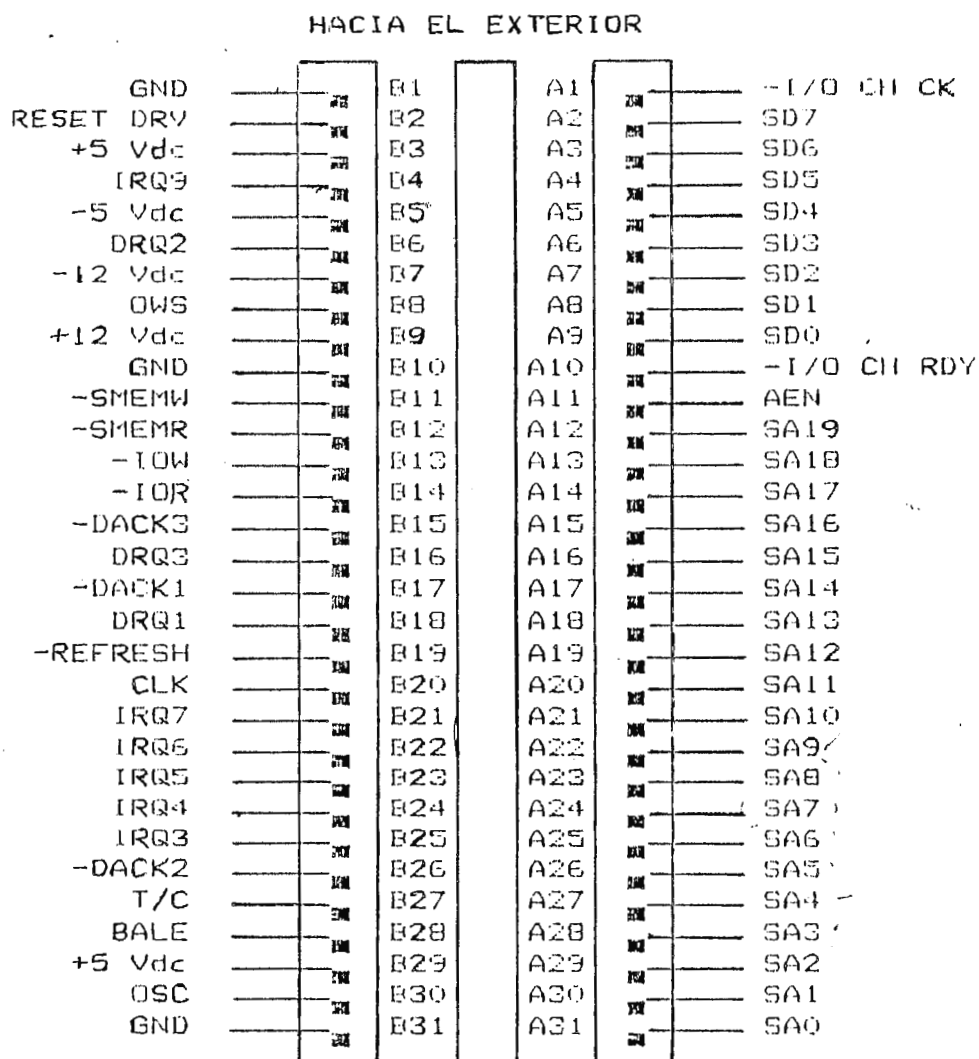 HACIA EL EXTERIOR
GND B1 A1 -I/O CH CK
RESET DRV B2 A2 SD7
+5 Vdc B3 A3 SD6
IRQ9 B4 A4 SD5
-5 Vdc B5 A5 SD4
DRQ2 B6 A6 SD3
-12 Vdc B7 A7 SD2
OWS B8 A8 SD1
+12 Vdc B9 A9 SD0
GND B10 A10 -I/O CH RDY
-SMEMW B11 A11 AEN
-SMEMR B12 A12 SA19
-IOW B13 A13 SA18
-IOR B14 A14 SA17
-DACK3 B15 A15 SA16
DRQ3 B16 A16 SA15
-DACK1 B17 A17 SA14
DRQ1 B18 A18 SA13
-REFRESH B19 A19 SA12
CLK B20 A20 SA11
IRQ7 B21 A21 SA10
IRQ6 B22 A22 SA9
IRQ5 B23 A23 SA8
IRQ4 B24 A24 SA7
IRQ3 B25 A25 SA6
-DACK2 B26 A26 SA5
T/C B27 A27 SA4
BALE B28 A28 SA3
+5 Vdc B29 A29 SA2
OSC B30 A30 SA1
GND B31 A31 SA0